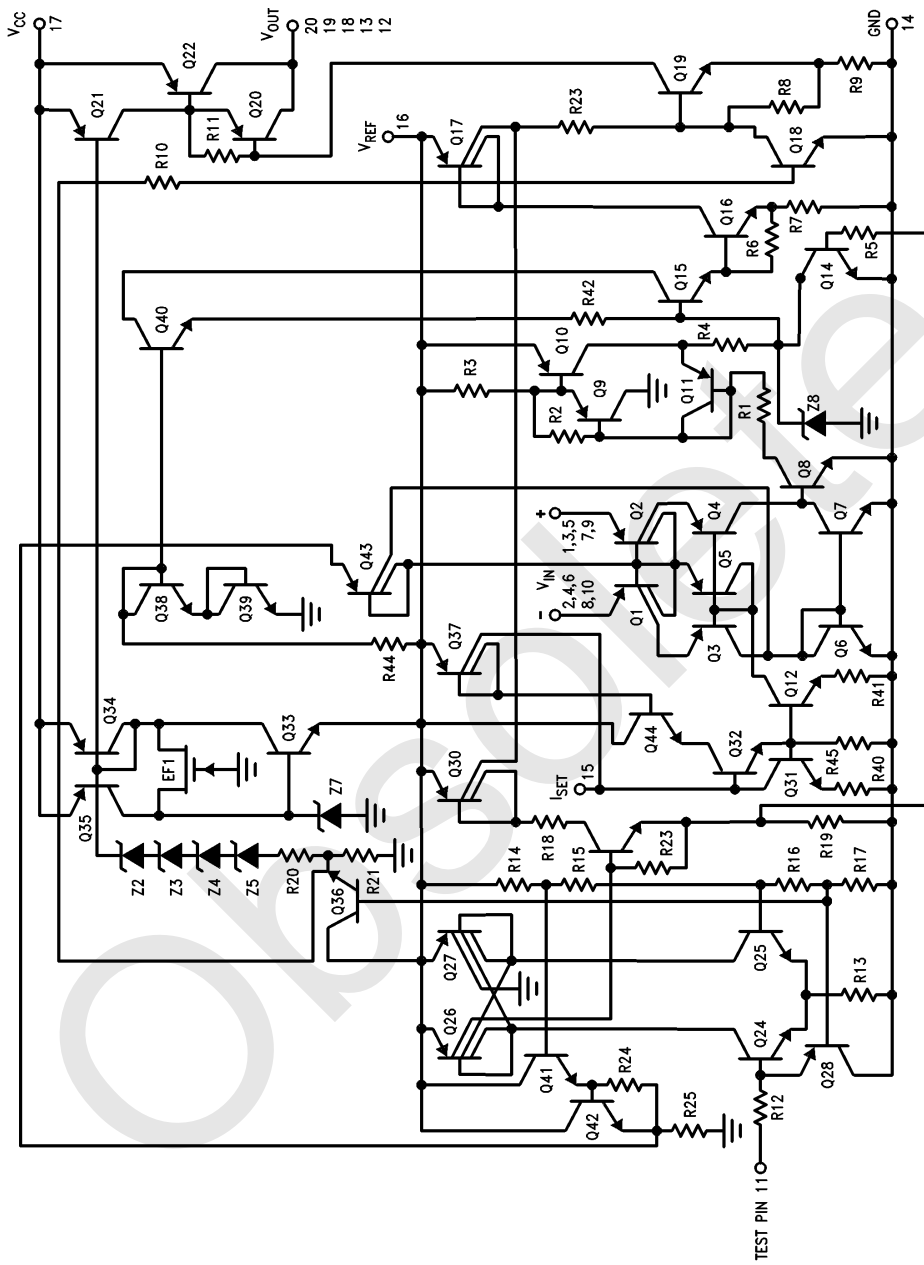 VCC
17
Q35
Q34
Q21
Q22
VOUT
20
19
18
13
12
Z2
Z3
Z4
Z5
R20
R21
Q36
EF1
Z7
Q33
Q38
Q39
Q40
R10
R11
Q20
R44
VREF
16
Q26
Q27
Q30
Q37
Q43
R3
Q10
Q17
Q41
Q42
R24
R25
R14
R18
R15
R23
ISET
15
Q44
Q32
VIN
−
+
2,4,6
8,10
1,3,5
7,9
Q1
Q2
Q3
Q5
Q4
R2
Q9
Q11
R1
R4
R42
Q15
R23
Q19
TEST PIN 11
R12
Q24
Q25
Q28
R13
R16
R19
R17
Q31
R45
R40
Q12
R41
Q6
Q7
Q8
Z8
Q14
R5
R6
Q16
R7
Q18
R8
R9
GND
14
Obsolete